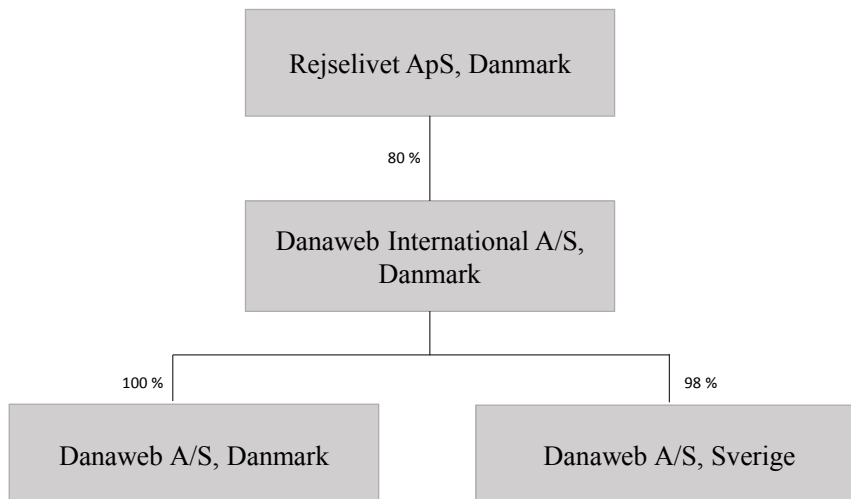 Rejselivet ApS, Danmark
80 %
Danaweb International A/S,
Danmark
100 %
98 %
Danaweb A/S, Danmark
Danaweb A/S, Sverige